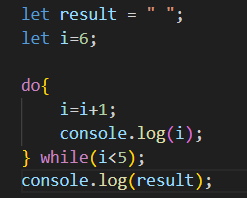 let result = " ";
let i=6;
do{
i=i+1;
console.log(i);
} while(i<5);
console.log(result);